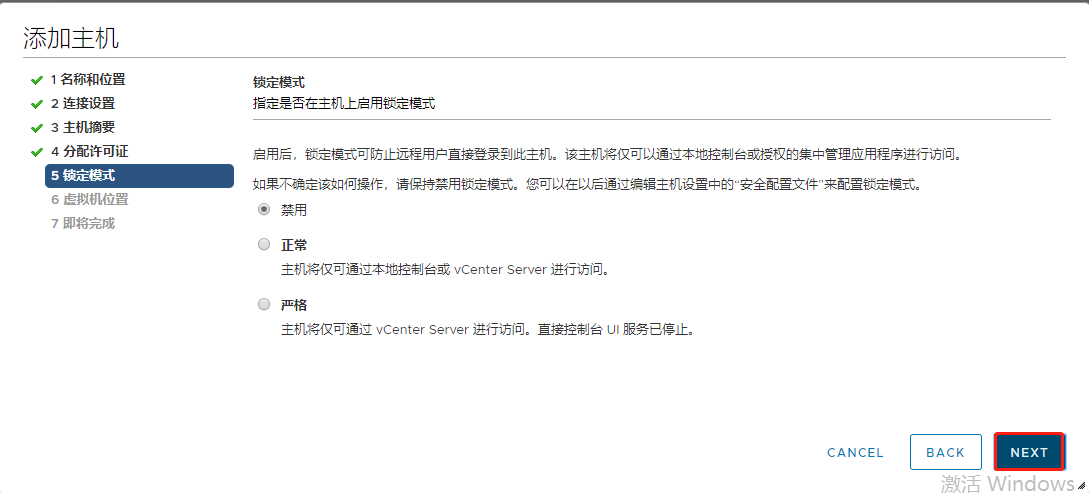 添加主机
1 名称和位置
2 连接设置
3 主机摘要
4 分配许可证
5 锁定模式
6 虚拟机位置
7 即将完成
锁定模式
指定是否在主机上启用锁定模式
启用后，锁定模式可防止远程用户直接登录到此主机。该主机将仅可以通过本地控制台或授权的集中管理应用程序进行访问。
如果不确定该如何操作，请保持禁用锁定模式。您可以在以后通过编辑主机设置中的“安全配置文件”来配置锁定模式。
禁用
正常
主机将仅可通过本地控制台或 vCenter Server 进行访问。
严格
主机将仅可通过 vCenter Server 进行访问。直接控制台 UI 服务已停止。
CANCEL
BACK
NEXT
激活 Windows